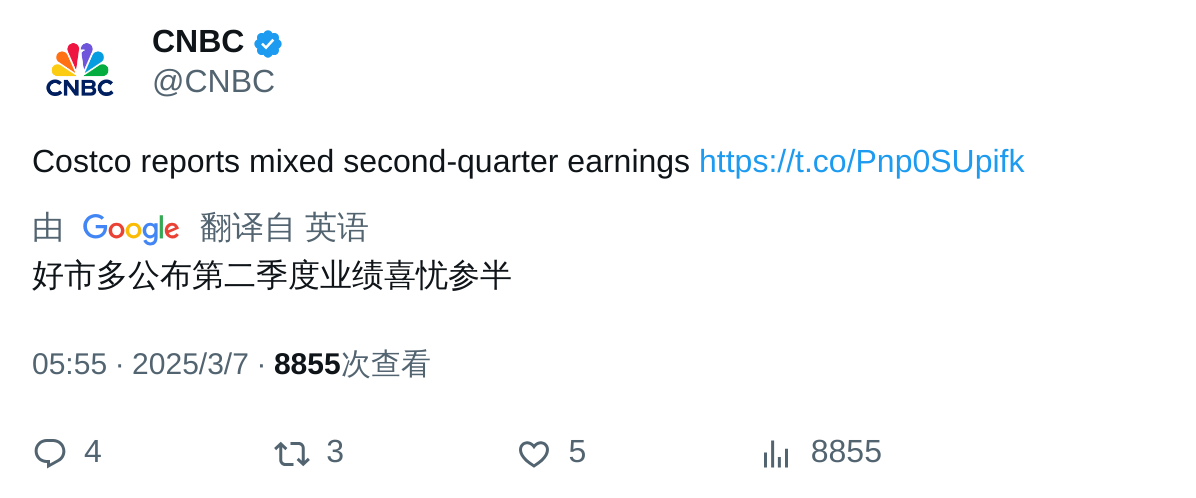 CNBC
CNBC
@CNBC
Costco reports mixed second-quarter earnings https://t.co/Pnp0SUpifk
由 Google 翻译自 英语
好市多公布第二季度业绩喜忧参半
05:55 · 2025/3/7 · 8855次查看
4 3 5 8855